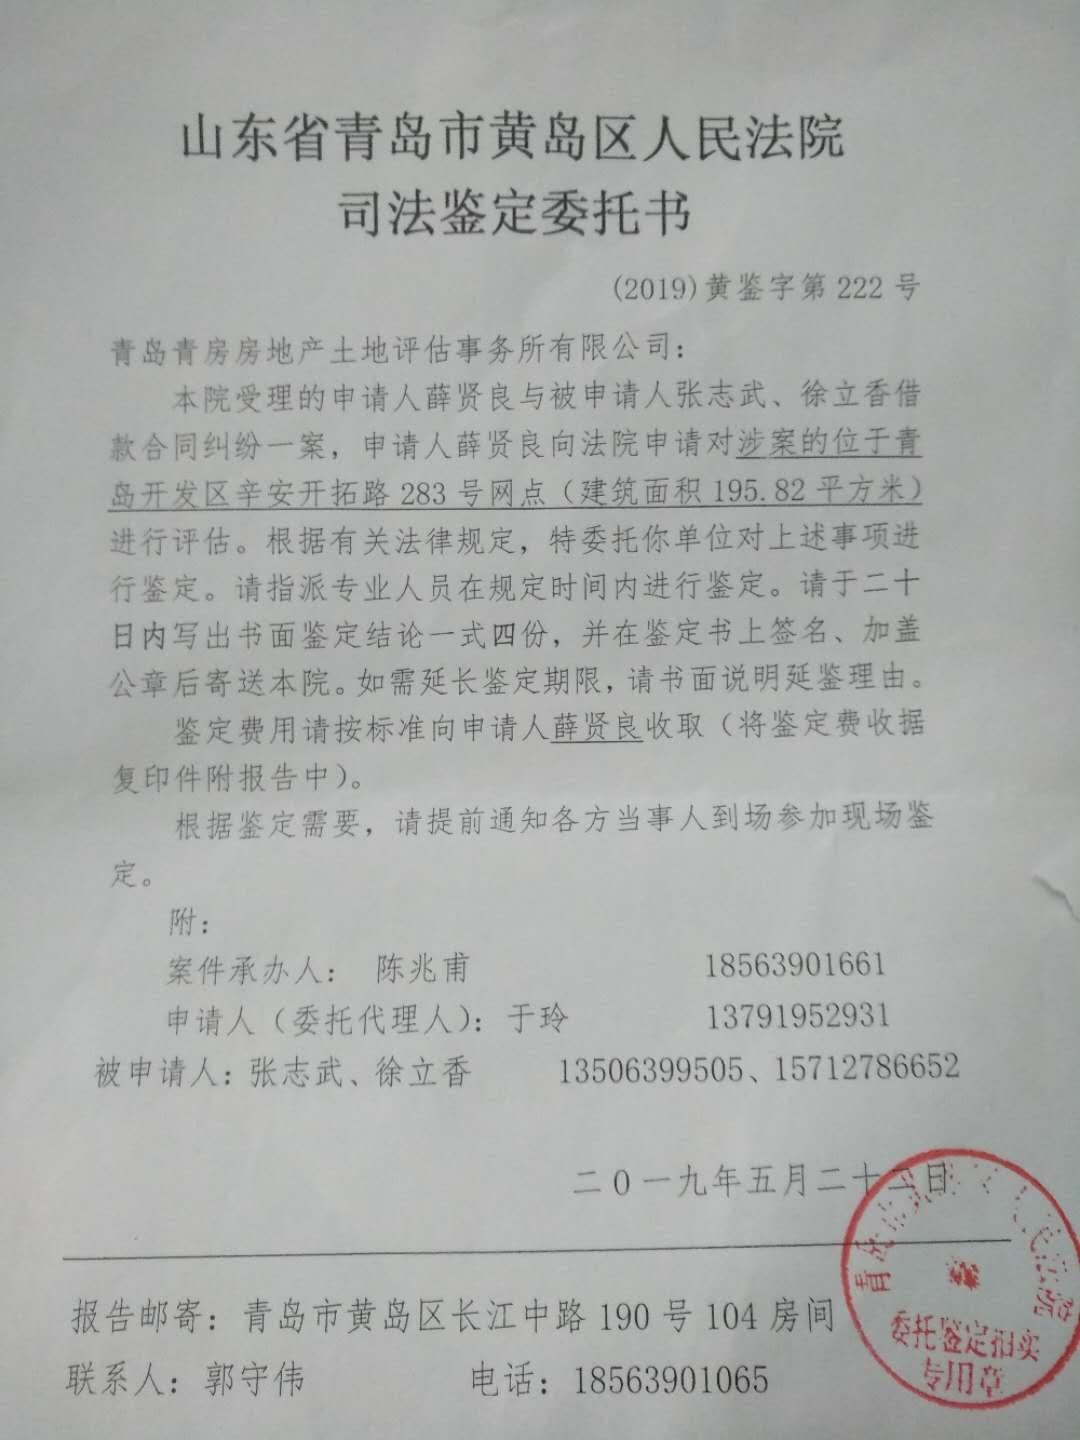 山东省青岛市黄岛区人民法院
司法鉴定委托书
(2019)黄鉴字第 222 号
青岛青房房地产土地评估事务所有限公司：
本院受理的申请人薛贤良与被申请人张志武、徐立香借
款合同纠纷一案，申请人薛贤良向法院申请对涉案的位于青
岛开发区辛安开拓路 283 号网点（建筑面积 195.82 平方米）
进行评估。根据有关法律规定，特委托你单位对上述事项进
行鉴定。请指派专业人员在规定时间内进行鉴定。请于二十
日内写出书面鉴定结论一式四份，并在鉴定书上签名、加盖
公章后寄送本院。如需延长鉴定期限，请书面说明延鉴理由。
鉴定费用请按标准向申请人薛贤良收取（将鉴定费收据
复印件附报告中）。
根据鉴定需要，请提前通知各方当事人到场参加现场鉴
定。
附：
案件承办人： 陈兆甫 18563901661
申请人（委托代理人）：于玲 13791952931
被申请人：张志武、徐立香 13506399505、15712786652
二0一九年五月二十二日
报告邮寄：青岛市黄岛区长江中路 190 号 104 房间
联系人：郭守伟 电话：18563901065
委托鉴定拍卖
专用章